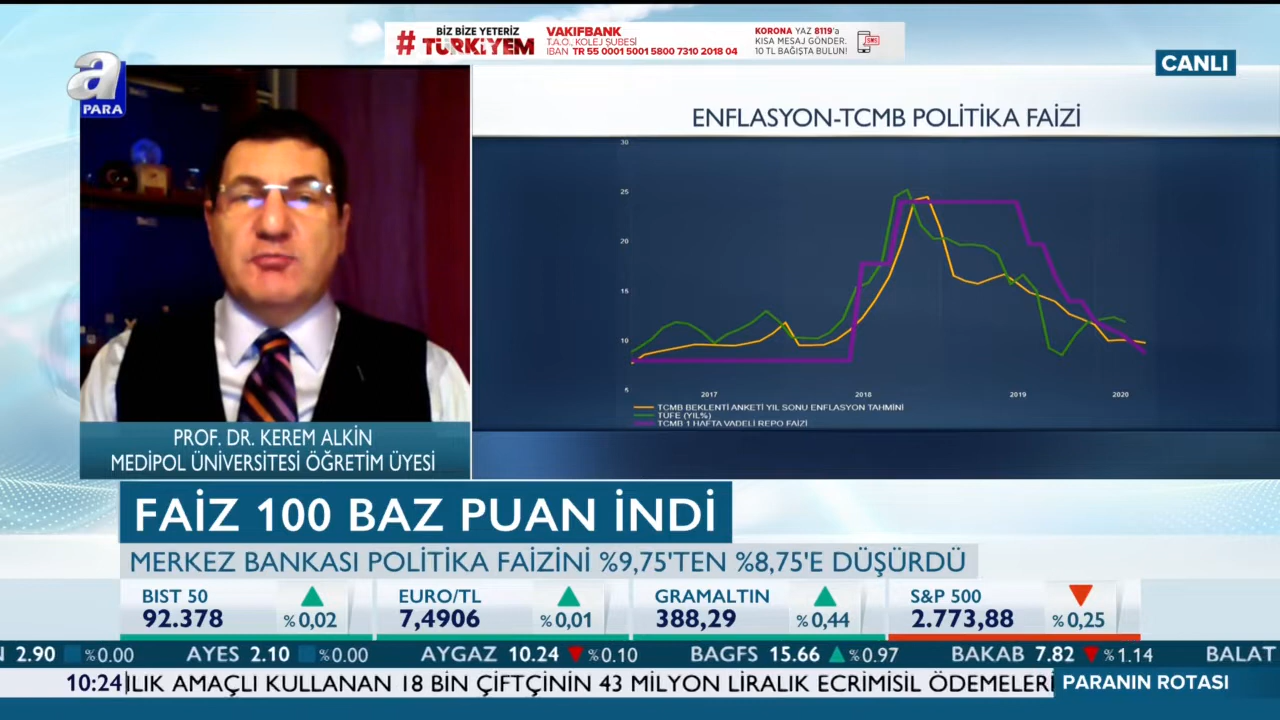 BİZ BİZE YETERİZ
# TÜRKİYEM
VAKIFBANK
T.A.O., KOLEJ ŞUBESİ
IBAN TR 55 0001 5001 5800 7310 2018 04
KORONA YAZ 8119'a
KISA MESAJ GÖNDER.
10 TL BAĞIŞTA BULUN!
SMS
a
PARA
CANLI
ENFLASYON-TCMB POLİTİKA FAİZİ
30
25
20
15
10
5
2017
2018
2019
2020
TCMB BEKLENTİ ANKETİ YIL SONU ENFLASYON TAHMİNİ
TÜFE (YIL%)
TCMB 1 HAFTA VADELİ REPO FAİZİ
PROF. DR. KEREM ALKİN
MEDİPOL ÜNİVERSİTESİ ÖĞRETİM ÜYESİ
FAİZ 100 BAZ PUAN İNDİ
MERKEZ BANKASI POLİTİKA FAİZİNİ %9,75'TEN %8,75'E DÜŞÜRDÜ
BIST 50
92.378
%0,02
EURO/TL
7,4906
%0,01
GRAMALTIN
388,29
%0,44
S&P 500
2.773,88
%0,25
2.90 %0.00 AYES 2.10 %0.00 AYGAZ 10.24 %0.10 BAGFS 15.66 %0.97 BAKAB 7.82 %1.14 BALAT
10:24 ILIK AMAÇLI KULLANAN 18 BİN ÇİFTÇİNİN 43 MİLYON LİRALIK ECRİMİSİL ÖDEMELERİ
PARANIN ROTASI